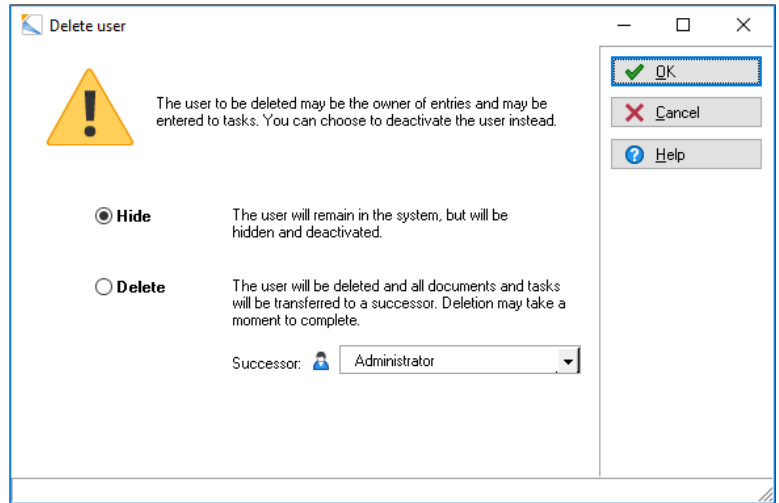 Delete user
The user to be deleted may be the owner of entries and may be
entered to tasks. You can choose to deactivate the user instead.
OK
Cancel
Help
Hide
The user will remain in the system, but will be
hidden and deactivated.
Delete
The user will be deleted and all documents and tasks
will be transferred to a successor. Deletion may take a
moment to complete.
Successor:
Administrator